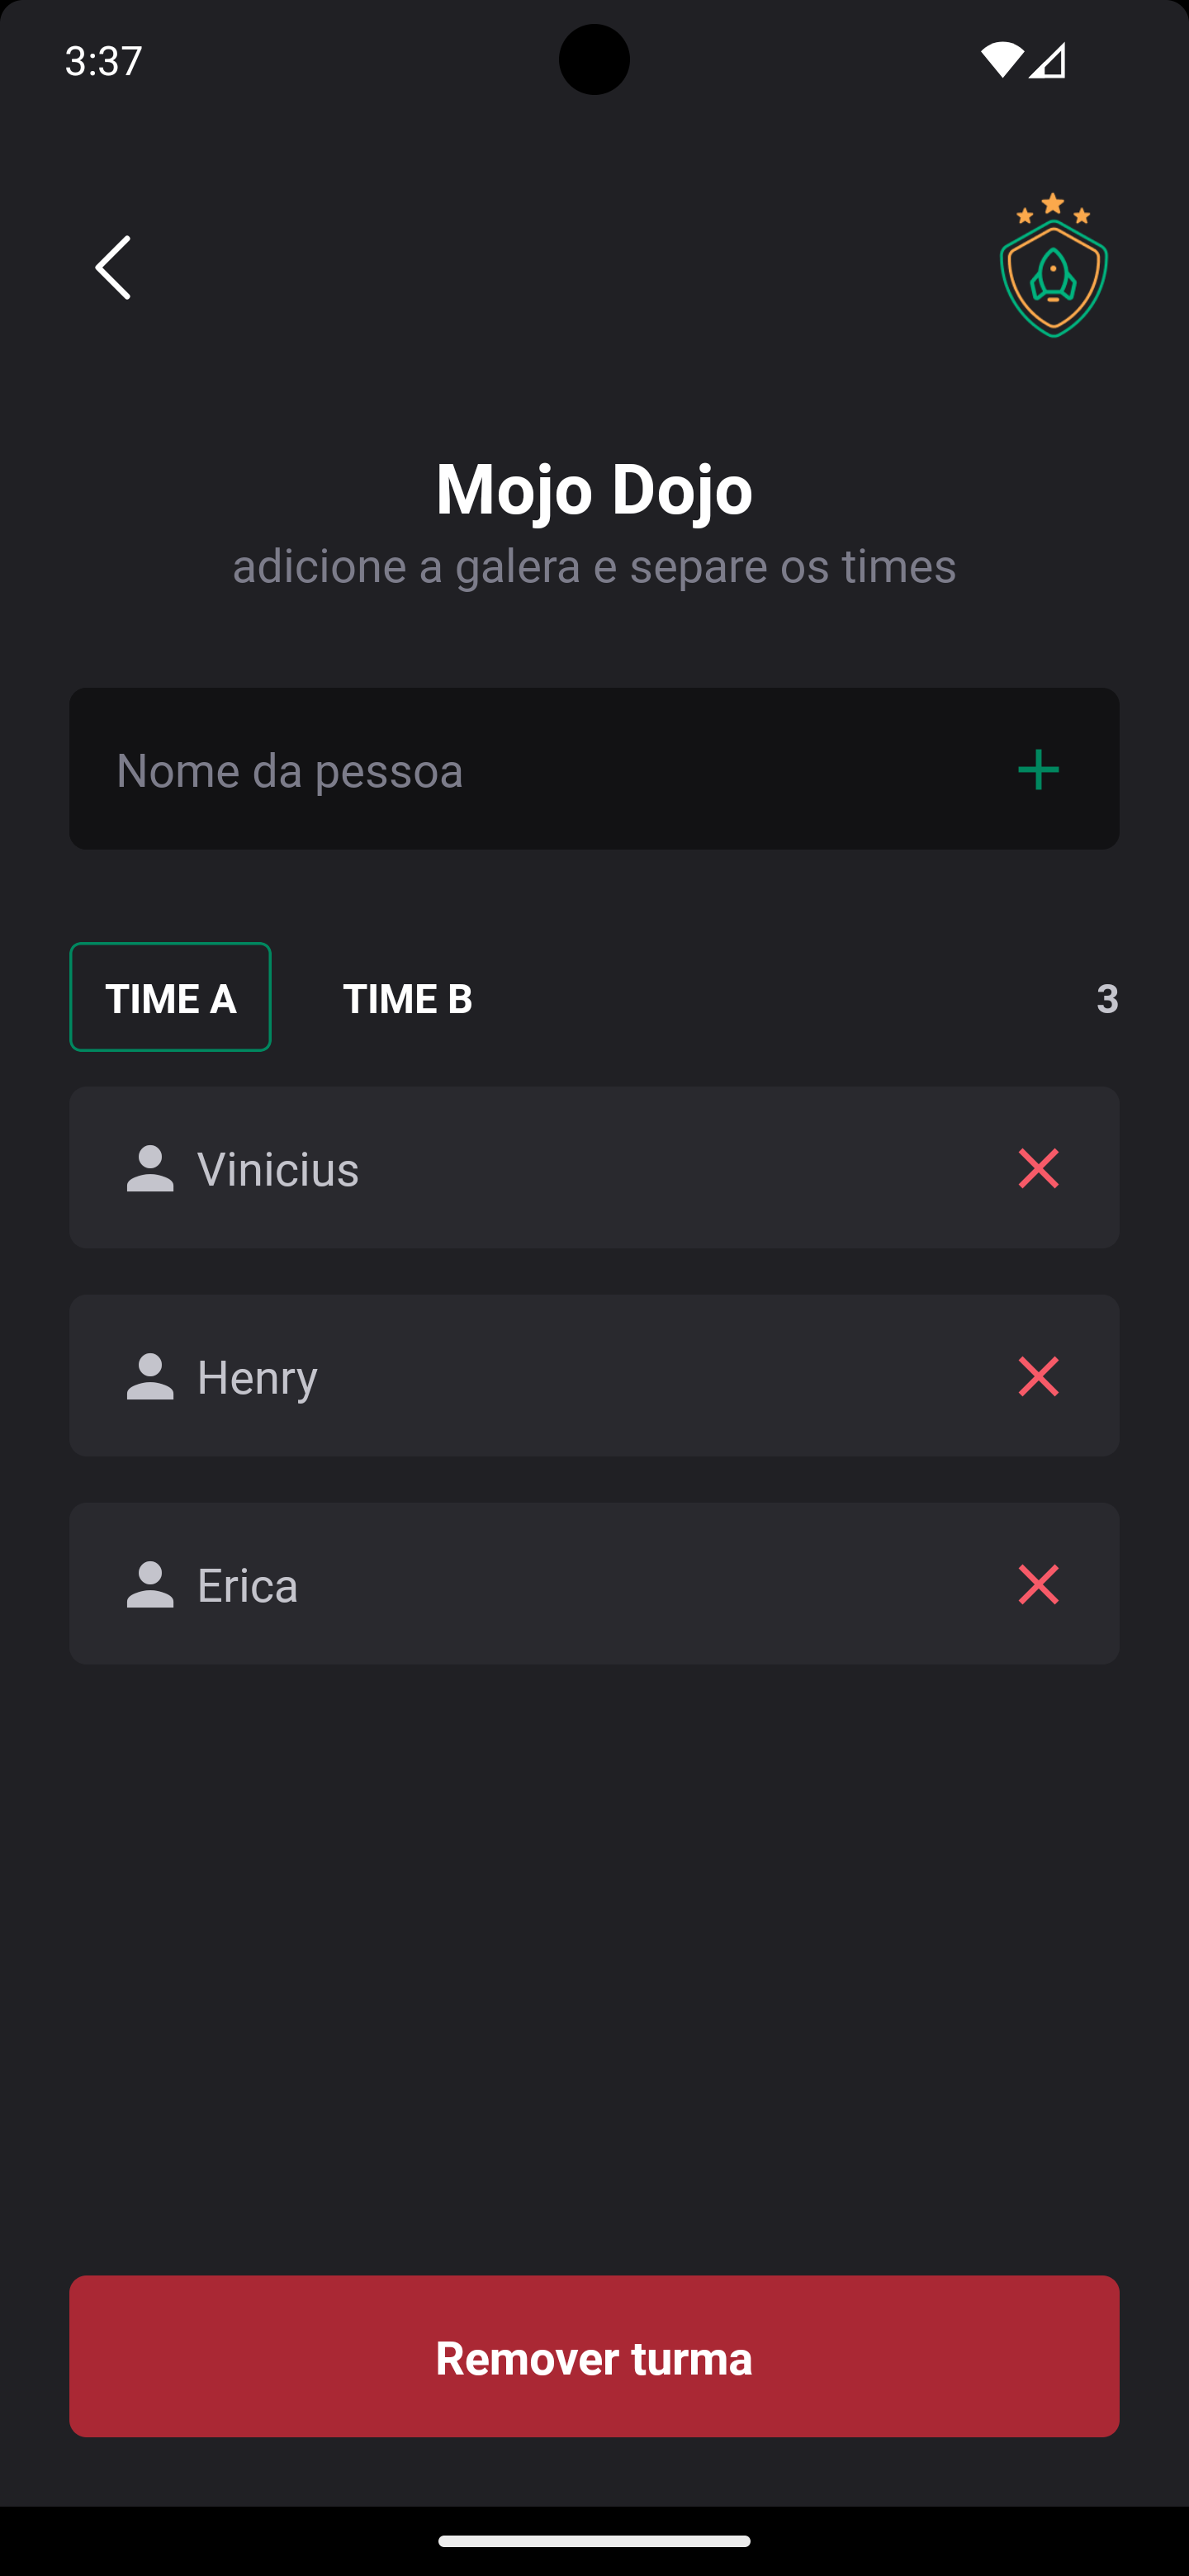 3:37
Mojo Dojo
adicione a galera e separe os times
Nome da pessoa
TIME A TIME B 3
Vinicius
Henry
Erica
Remover turma